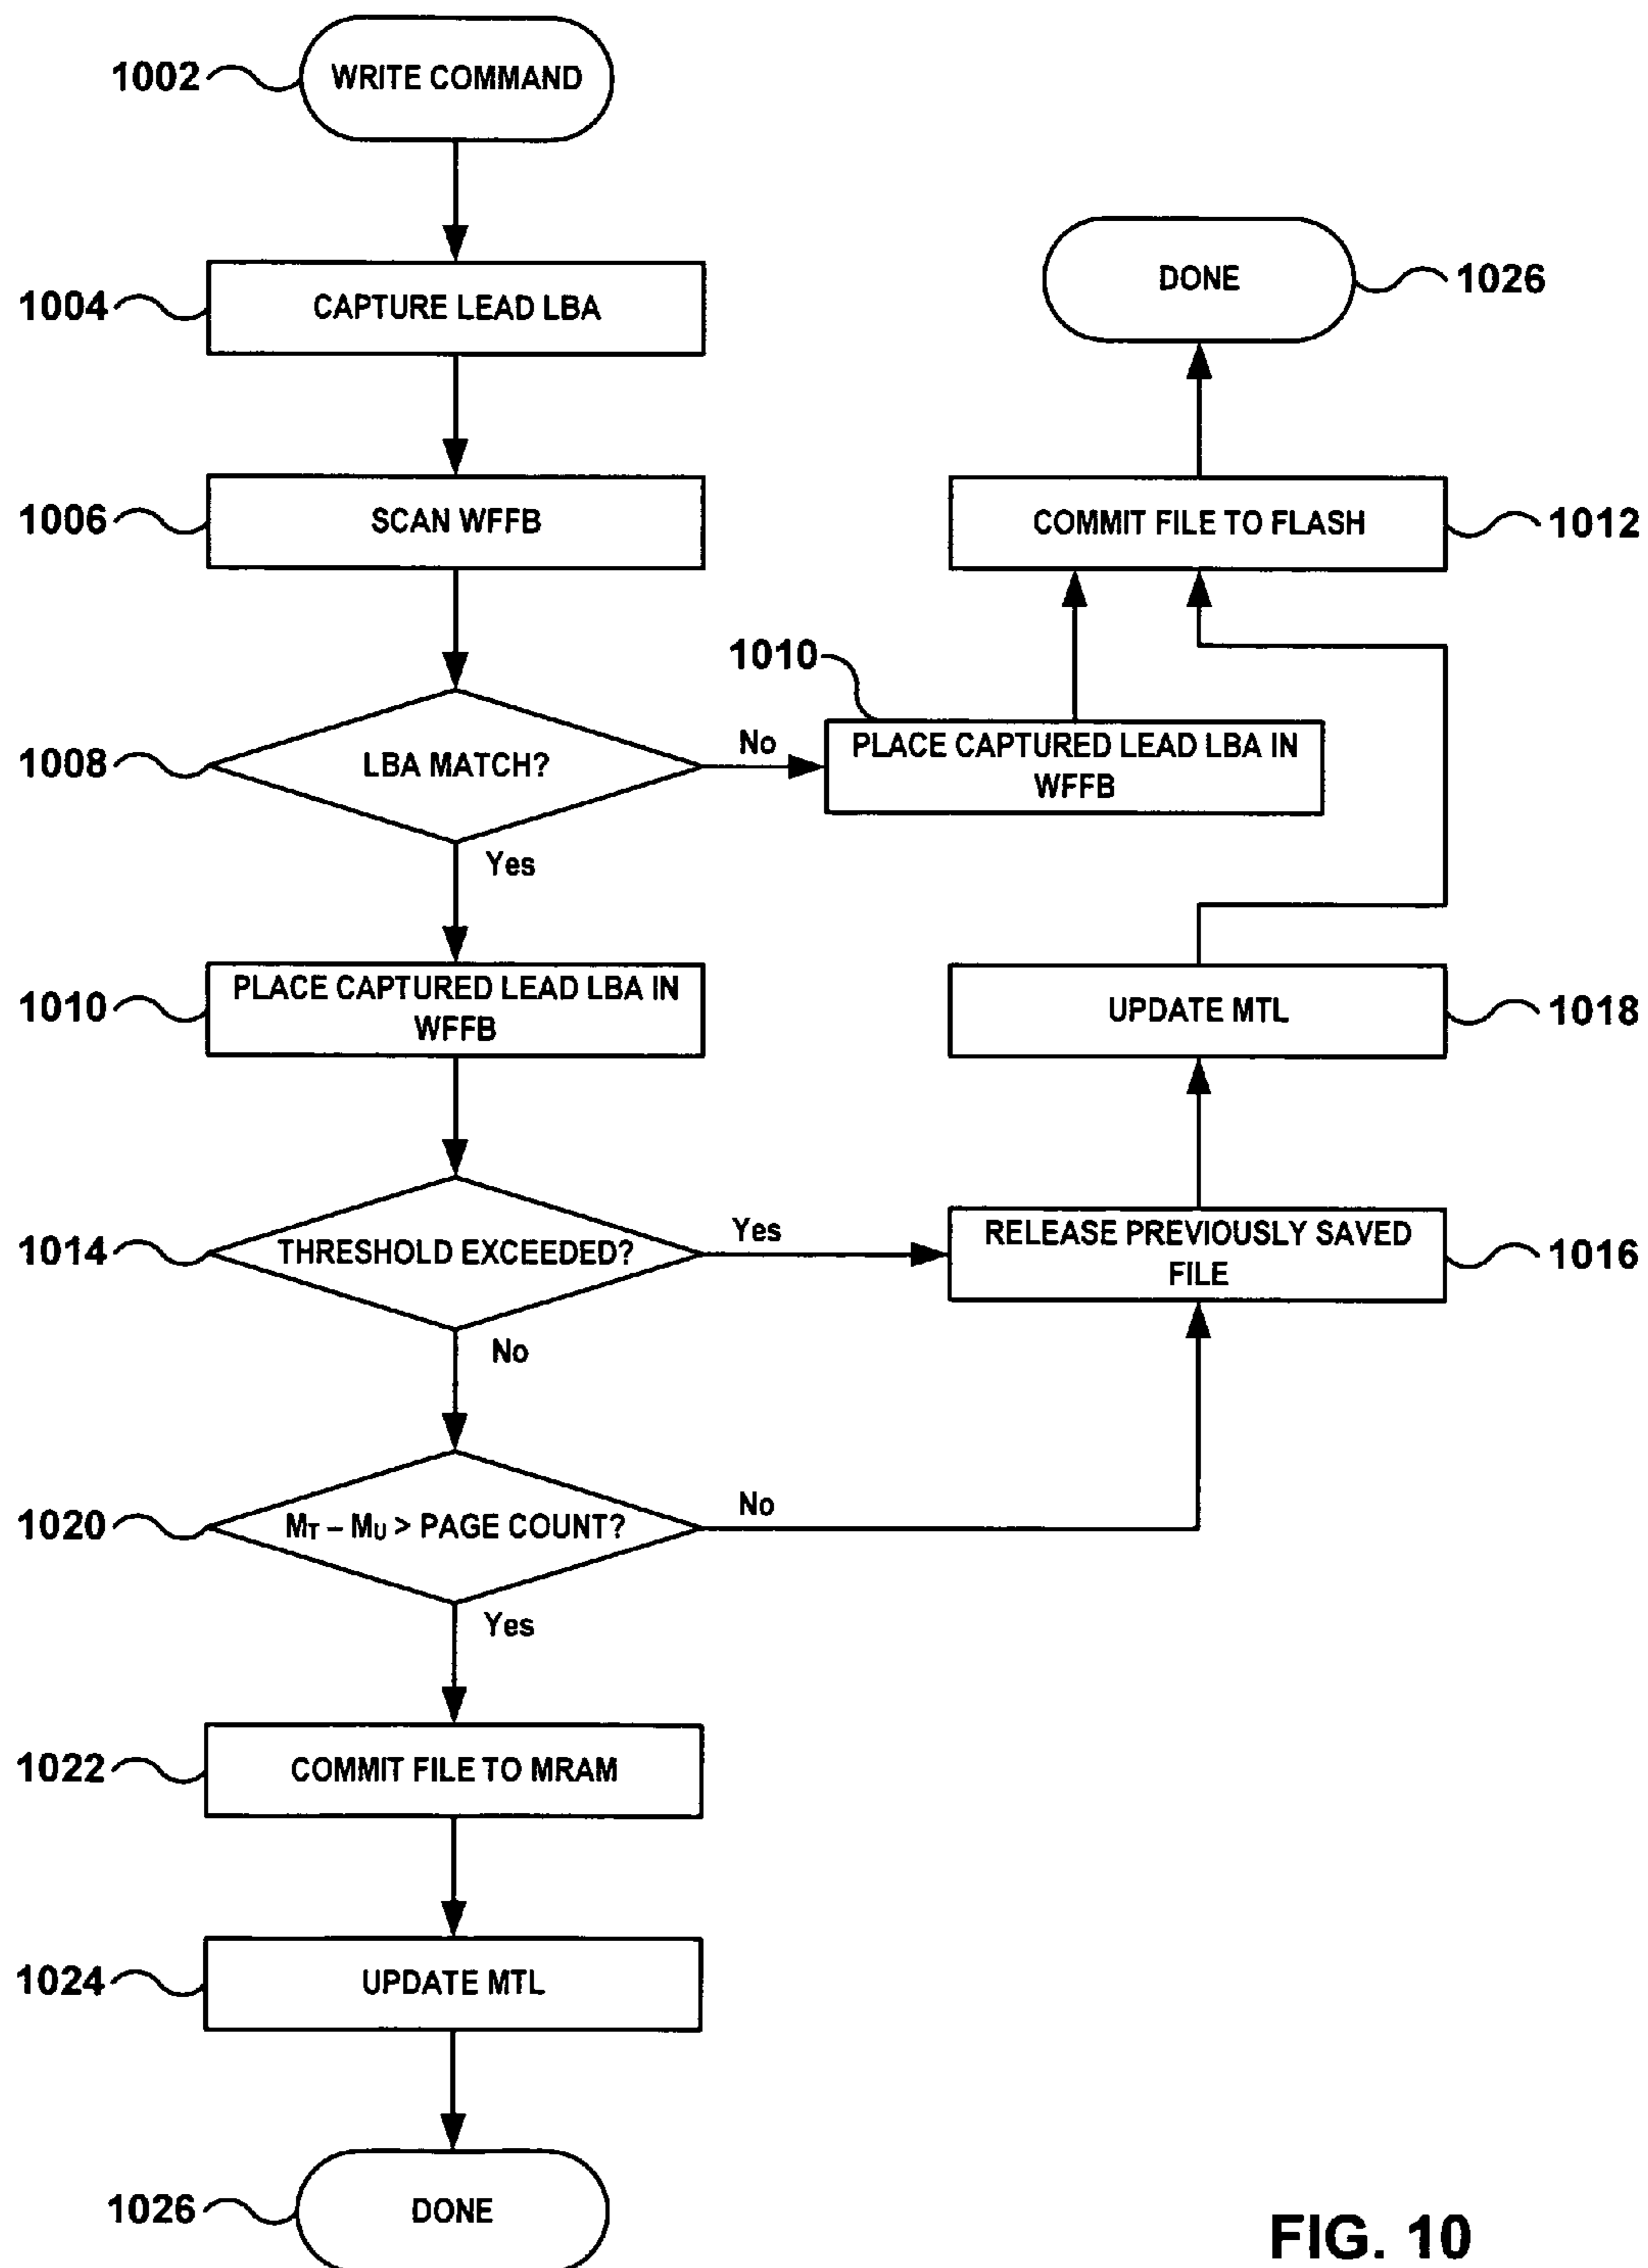 1002
WRITE COMMAND
1004
CAPTURE LEAD LBA
DONE
1026
1006
SCAN WFFB
COMMIT FILE TO FLASH
1012
1008
LBA MATCH?
No
Yes
1010
PLACE CAPTURED LEAD LBA IN
WFFB
1010
PLACE CAPTURED LEAD LBA IN
WFFB
UPDATE MTL
1018
1014
THRESHOLD EXCEEDED?
Yes
No
RELEASE PREVIOUSLY SAVED
FILE
1016
1020
MT – MU > PAGE COUNT?
No
Yes
1022
COMMIT FILE TO MRAM
1024
UPDATE MTL
1026
DONE
FIG. 10